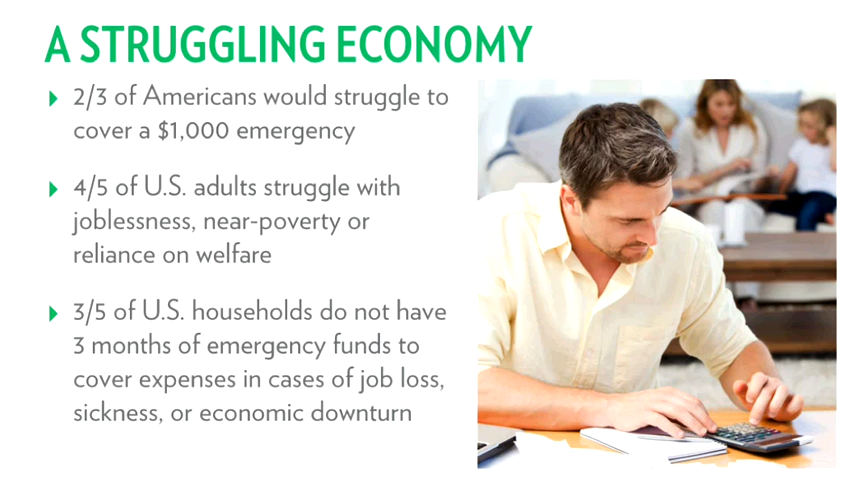 A STRUGGLING ECONOMY
2/3 of Americans would struggle to
cover a $1,000 emergency
4/5 of U.S. adults struggle with
joblessness, near-poverty or
reliance on welfare
3/5 of U.S. households do not have
3 months of emergency funds to
cover expenses in cases of job loss,
sickness, or economic downturn